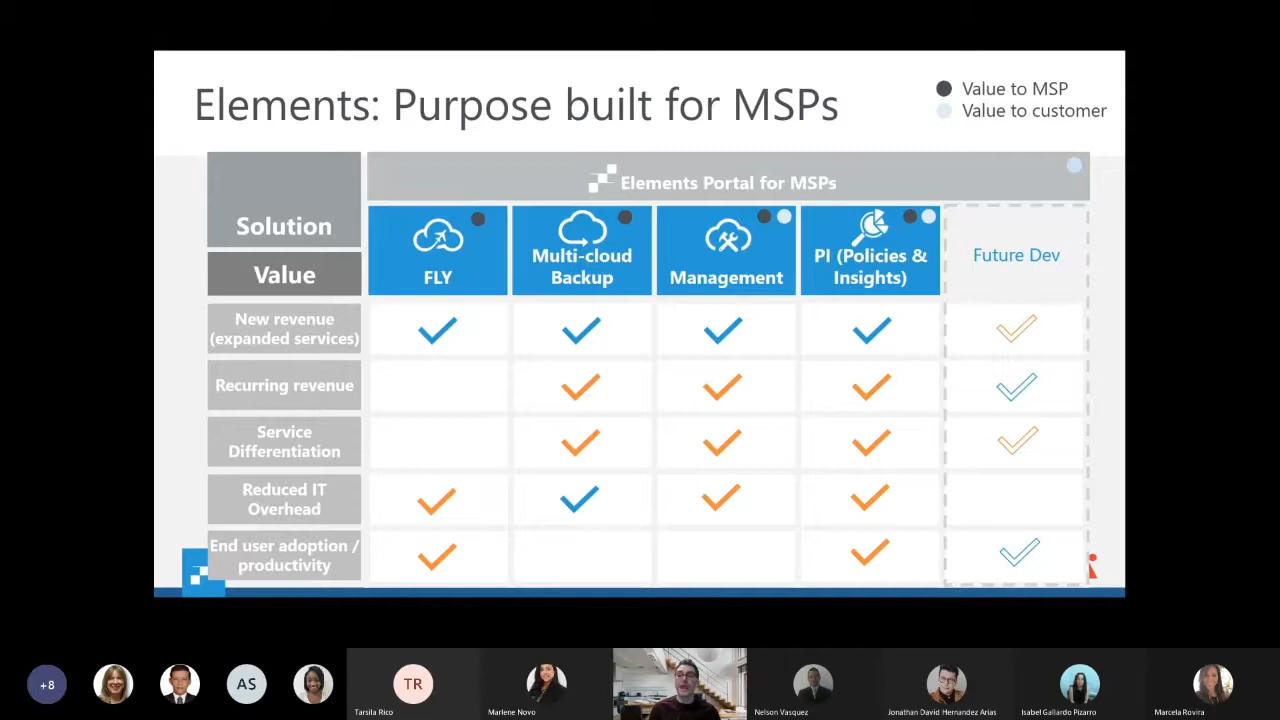 Elements: Purpose built for MSPs
Value to MSP
Value to customer
Solution
Elements Portal for MSPs
Value
FLY
Multi-cloud
Backup
Management
PI (Policies &
Insights)
Future Dev
New revenue
(expanded services)
Recurring revenue
Service
Differentiation
Reduced IT
Overhead
End user adoption /
productivity
+8
AS
TR
Tarsila Rico
Marlene Novo
Nelson Vasquez
Jonathan David Hernandez Arias
Isabel Gallardo Pizarro
Marcela Rovira